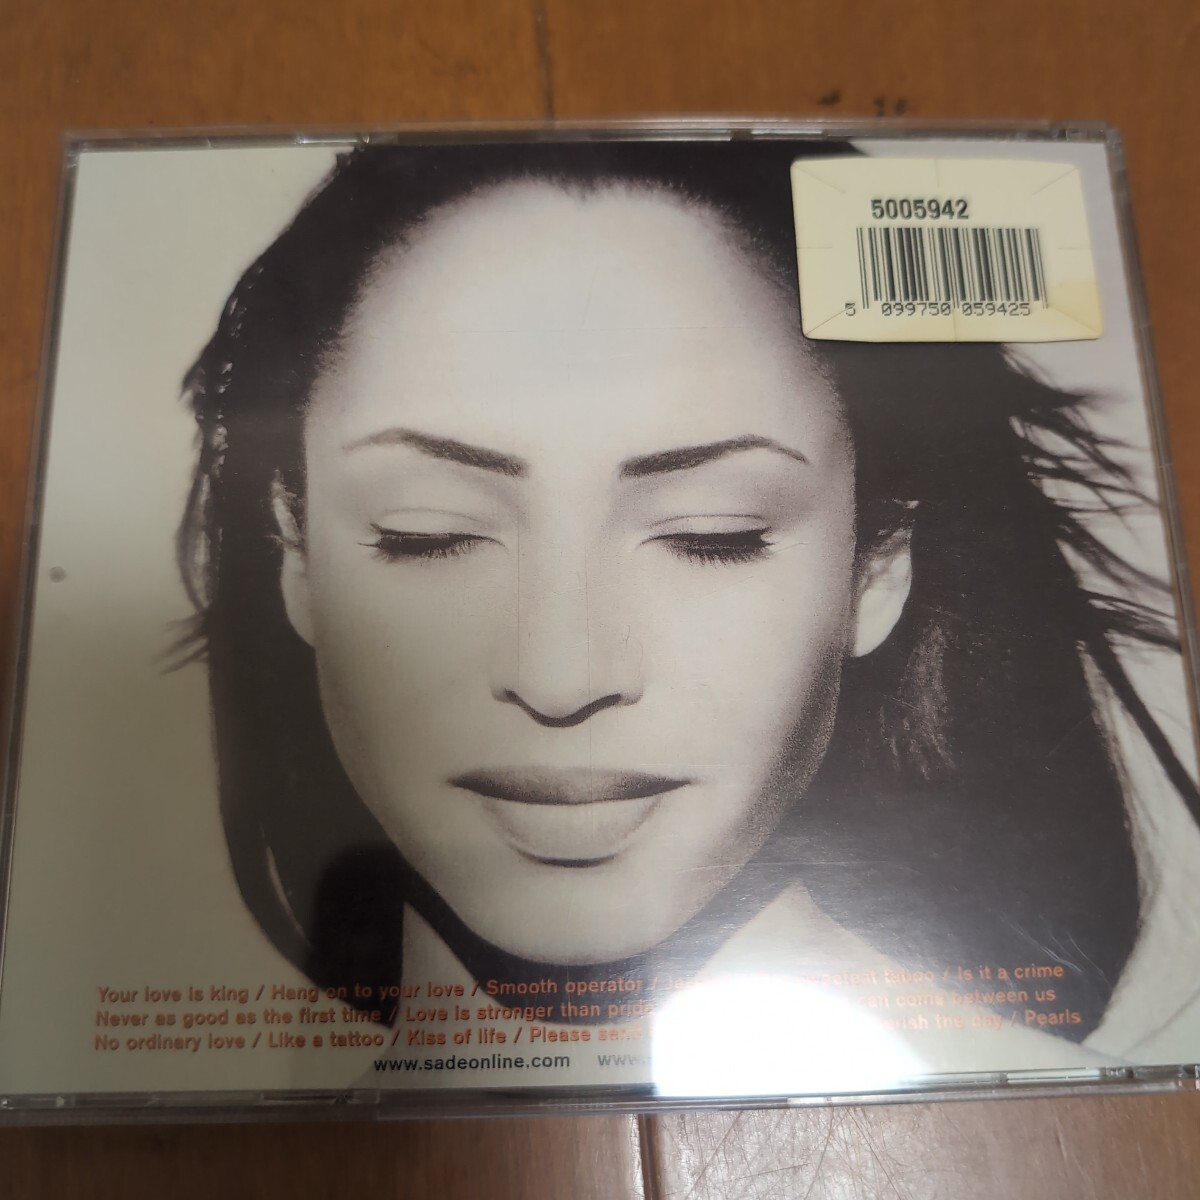 5005942
5 099750 059425
Your love is king / Hang on to your love / Smooth operator / tattoo / Is it a crime
Never as good as the first time / Love is stronger than pride can come between us
No ordinary love / Like a tattoo / Kiss of life / Please day / Pearls
www.sadeonline.com